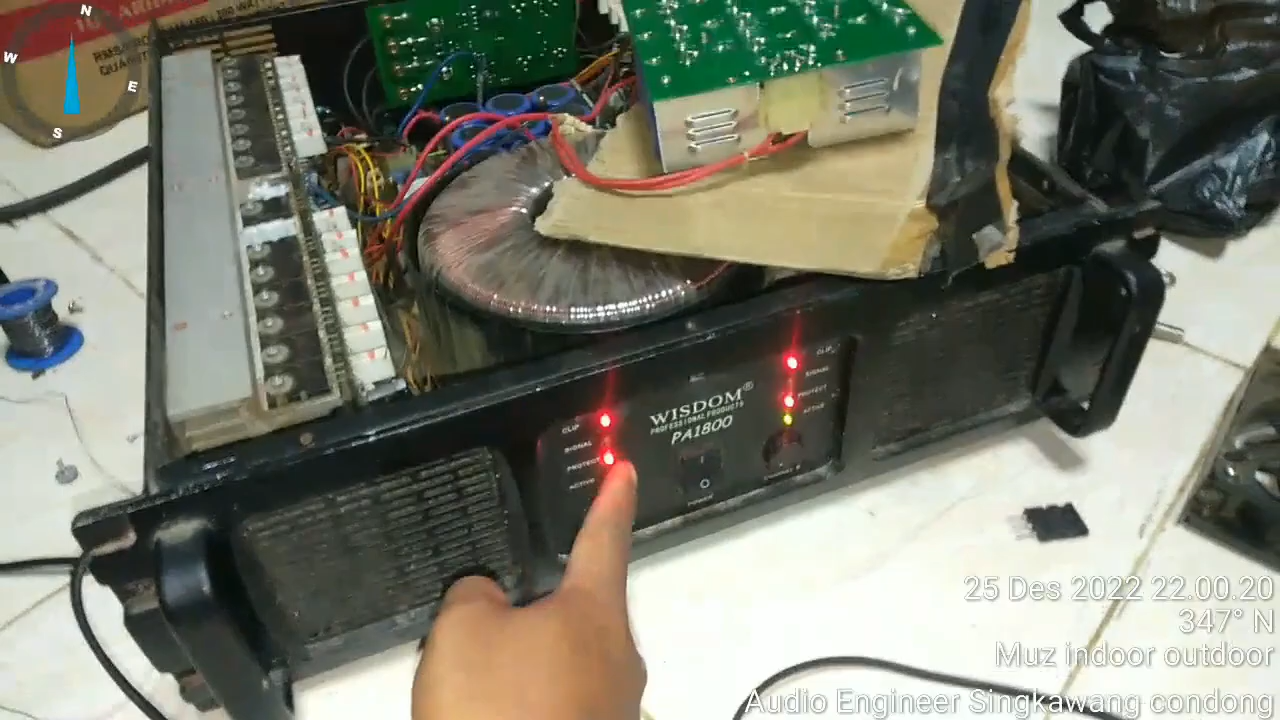 N
W
E
S
QUANTI
CLIP
SIGNAL
PROTECT
ACTIVE
WISDOM®
PROFESSIONAL PRODUCTS
PA1800
POWER
CLIP
SIGNAL
PROTECT
ACTIVE
25 Des 2022 22.00.20
347° N
Muz indoor outdoor
Audio Engineer Singkawang condong